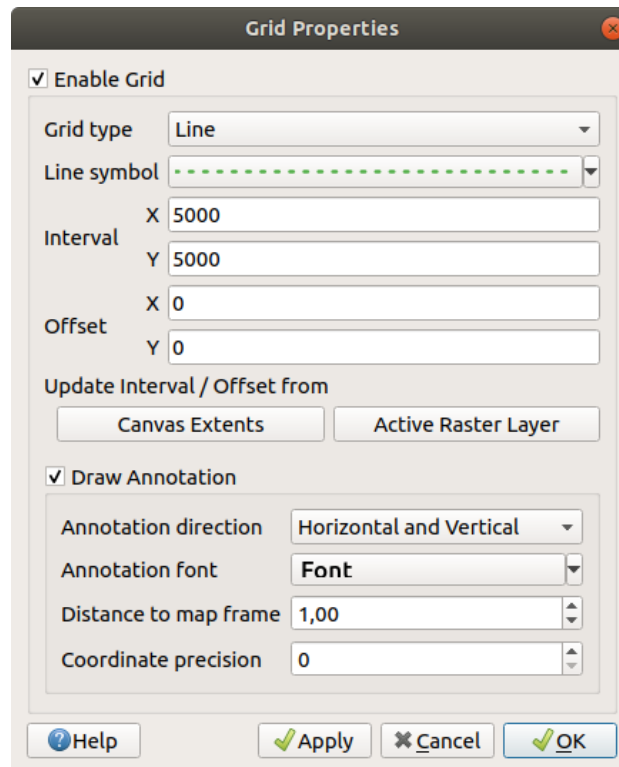 Grid Properties
Enable Grid
Grid type Line
Line symbol
Interval
X 5000
Y 5000
Offset
X 0
Y 0
Update Interval / Offset from
Canvas Extents Active Raster Layer
Draw Annotation
Annotation direction Horizontal and Vertical
Annotation font Font
Distance to map frame 1,00
Coordinate precision 0
Help Apply Cancel OK